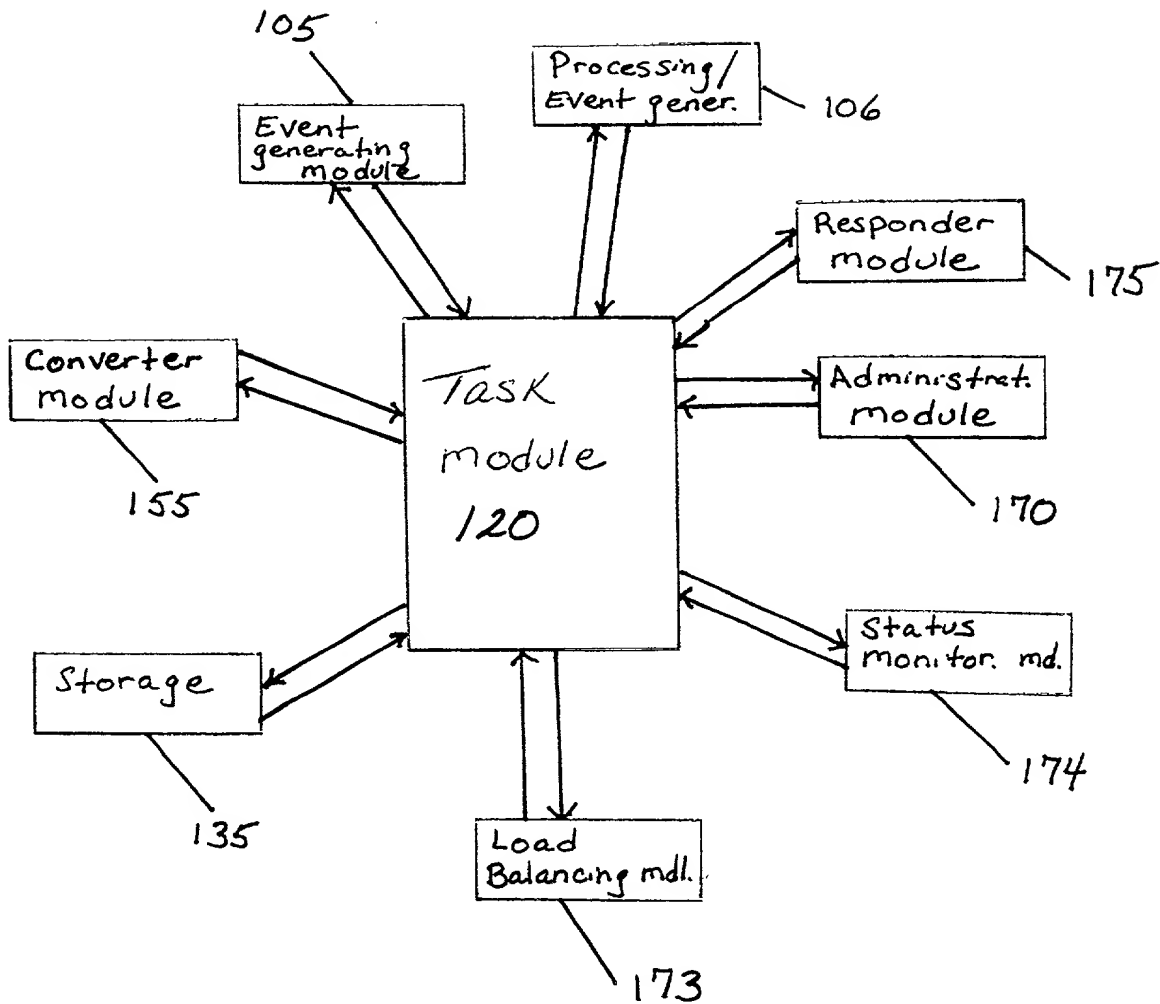 105
Event
generating
module
Processing/
Event gener.
106
Responder
module
175
Converter
module
155
Task
module
120
Administrat.
module
170
Storage
135
Status
monitor. md.
174
Load
Balancing mdl.
173